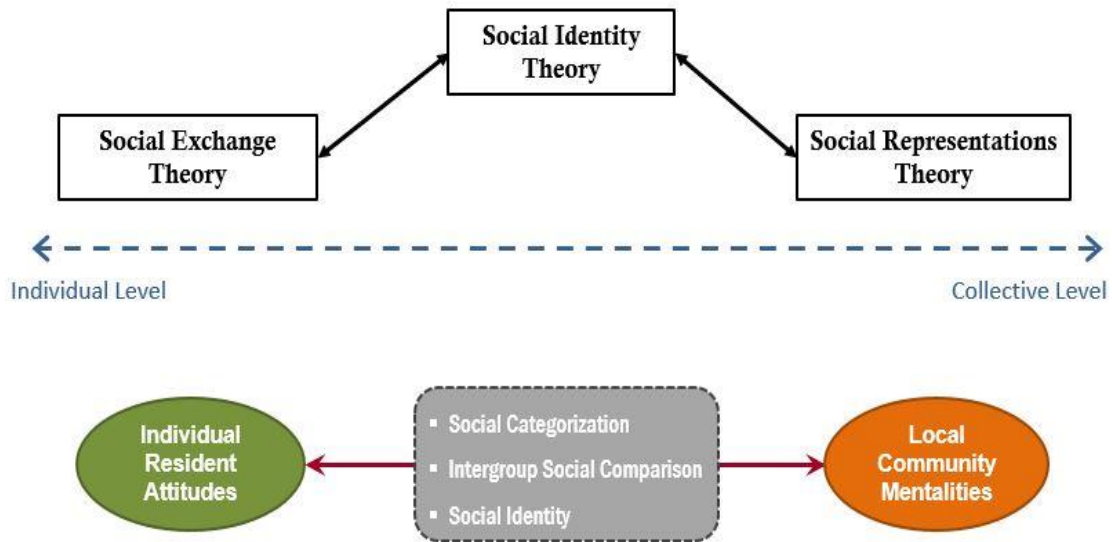 Social Identity
Theory
Social Exchange
Theory
Social Representations
Theory
Individual Level
Collective Level
Individual
Resident
Attitudes
▪ Social Categorization
▪ Intergroup Social Comparison
▪ Social Identity
Local
Community
Mentalities